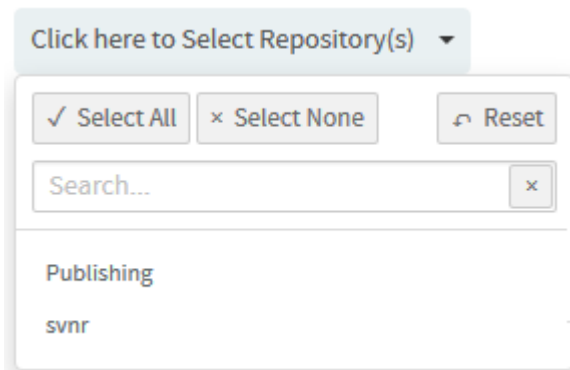 Click here to Select Repository(s)
✓ Select All × Select None Reset
Search... ×
Publishing
svnr